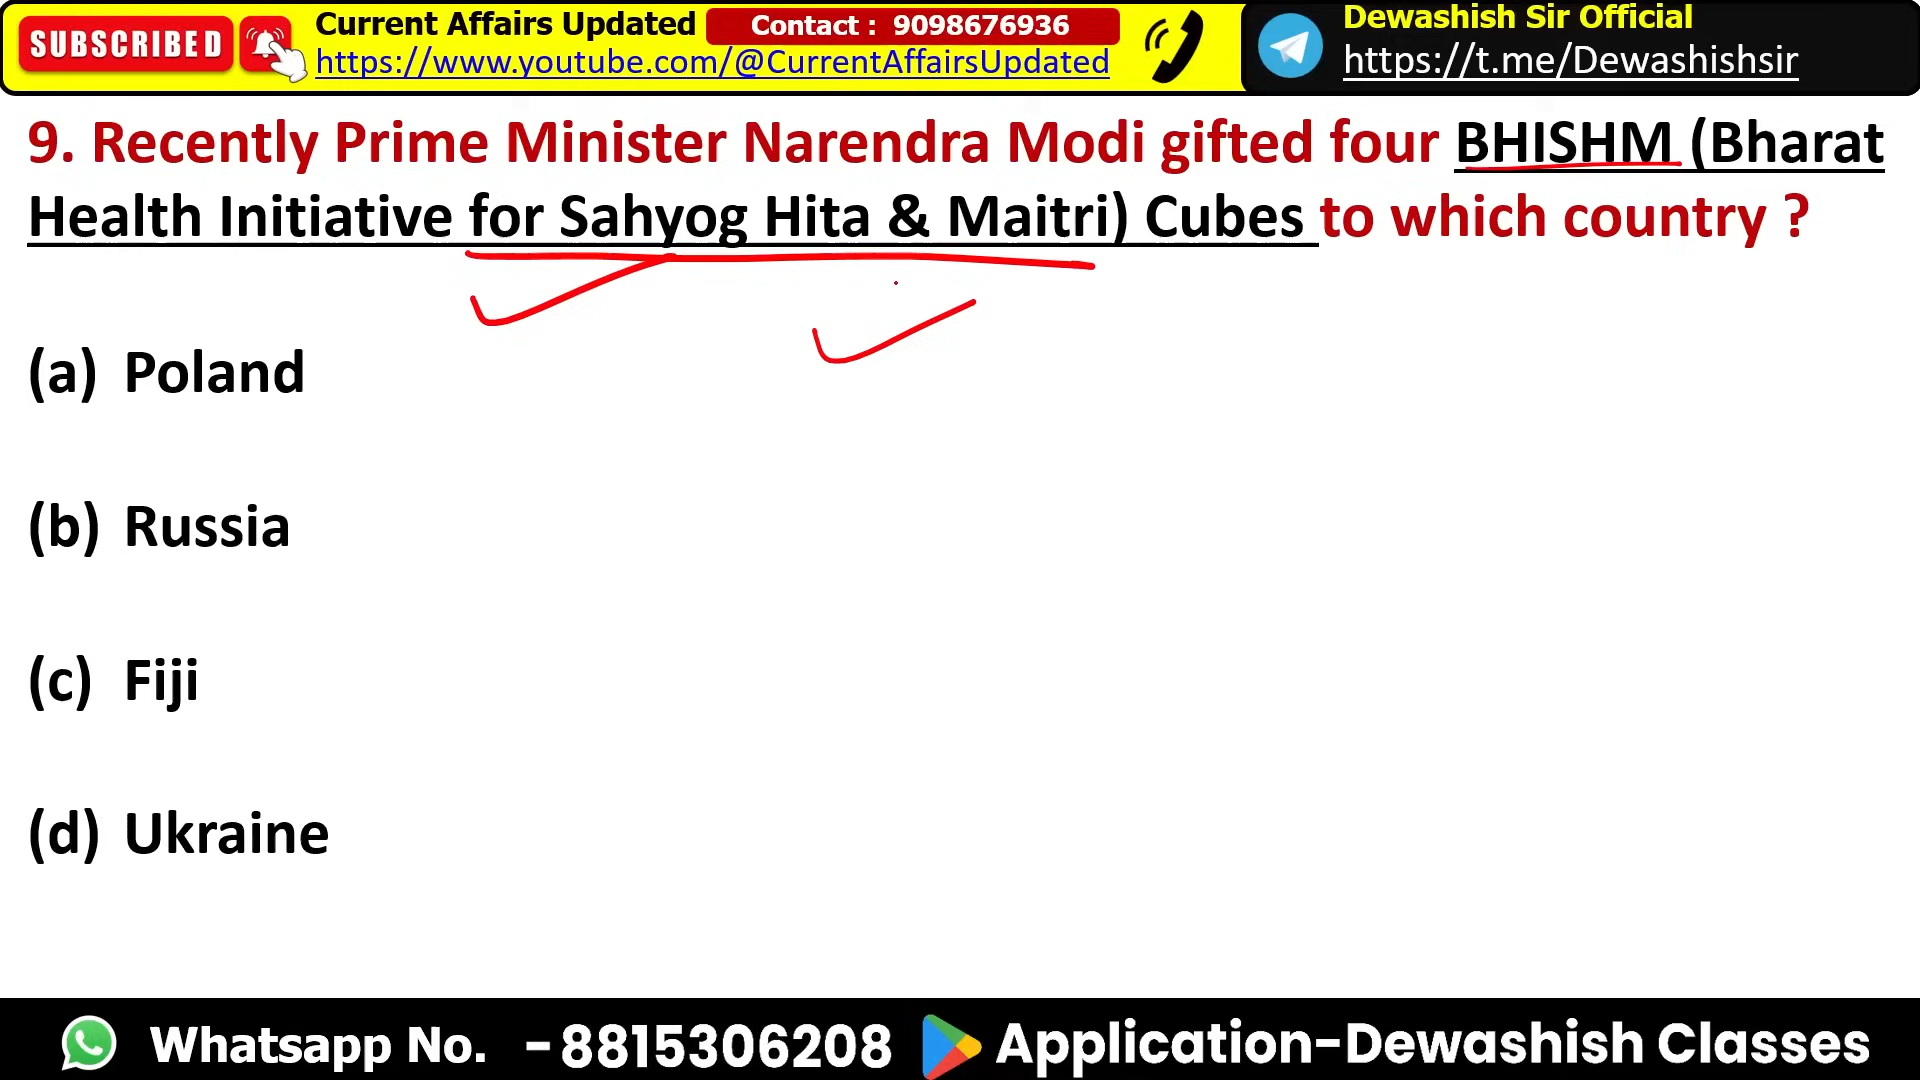 SUBSCRIBED
Current Affairs Updated
Contact : 9098676936
https://www.youtube.com/@CurrentAffairsUpdated
Dewashish Sir Official
https://t.me/Dewashishsir
9. Recently Prime Minister Narendra Modi gifted four BHISHM (Bharat
Health Initiative for Sahyog Hita & Maitri) Cubes to which country ?
(a) Poland
(b) Russia
(c) Fiji
(d) Ukraine
Whatsapp No. -8815306208
Application-Dewashish Classes